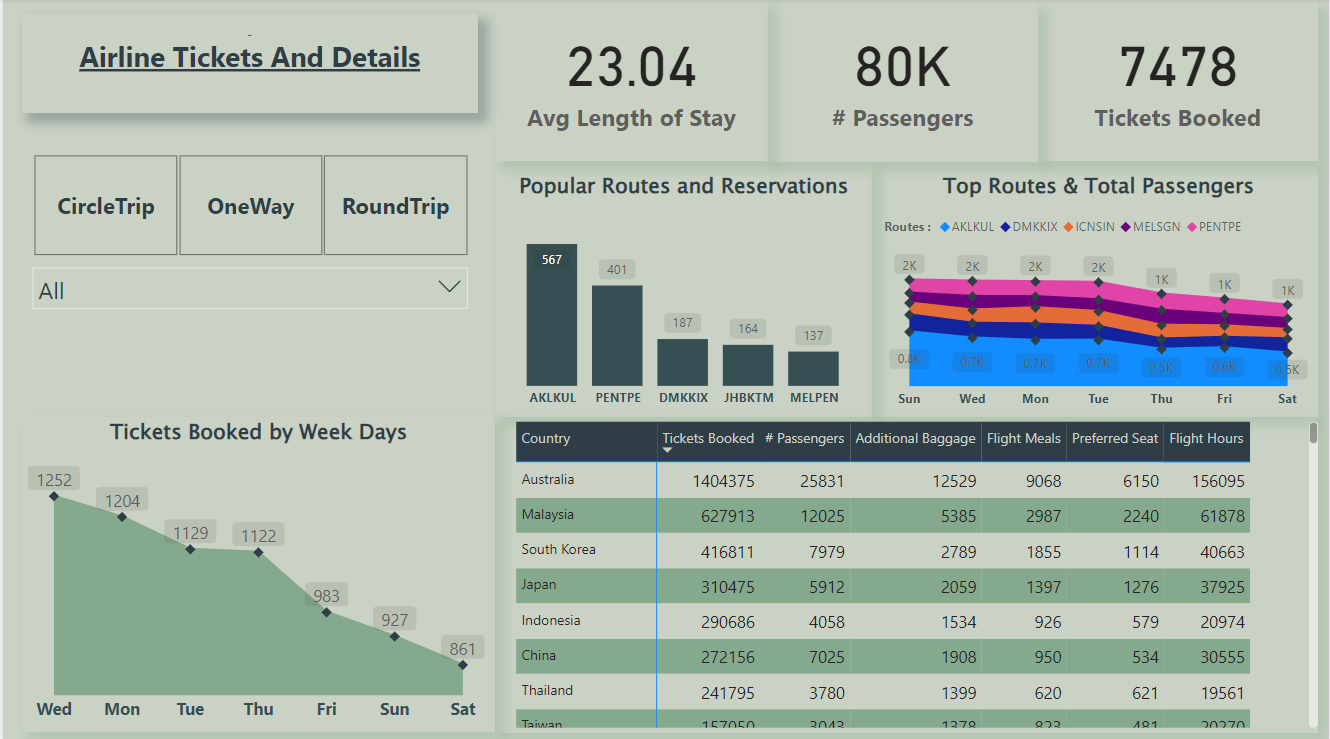 -
Airline Tickets And Details
23.04
Avg Length of Stay
80K
# Passengers
7478
Tickets Booked
CircleTrip OneWay RoundTrip
All
Popular Routes and Reservations
567
401
187
164
137
AKLKUL PENTPE DMKKIX JHBKTM MELPEN
Top Routes & Total Passengers
Routes : AKLKUL DMKKIX ICNSIN MELSGN PENTPE
2K 2K 2K 2K 1K 1K 1K
0.8K 0.7K 0.7K 0.7K 0.6K 0.5K
Sun Wed Mon Tue Thu Fri Sat
Tickets Booked by Week Days
1252
1204
1129
1122
983
927
861
Wed Mon Tue Thu Fri Sun Sat
Country Tickets Booked # Passengers Additional Baggage Flight Meals Preferred Seat Flight Hours
Australia 1404375 25831 12529 9068 6150 156095
Malaysia 627913 12025 5385 2987 2240 61878
South Korea 416811 7979 2789 1855 1114 40663
Japan 310475 5912 2059 1397 1276 37925
Indonesia 290686 4058 1534 926 579 20974
China 272156 7025 1908 950 534 30555
Thailand 241795 3780 1399 620 621 19561
Taiwan 157050 3043 1378 823 481 20270